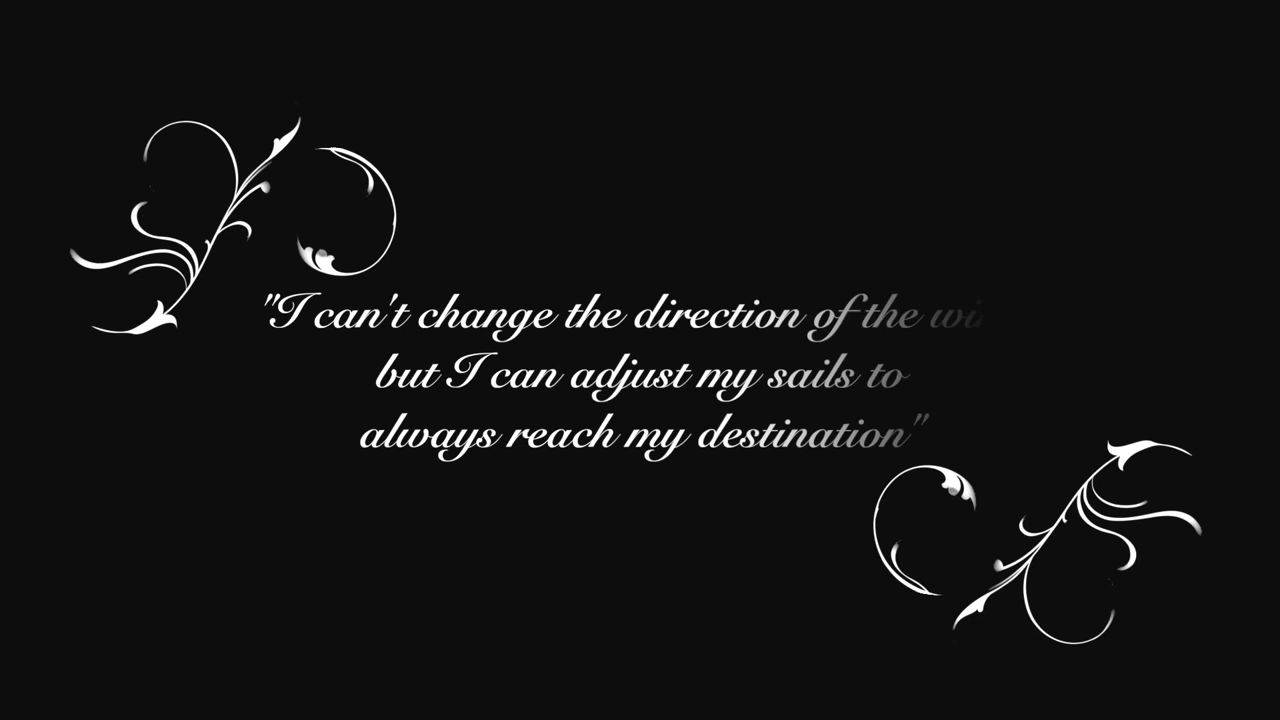 "I can't change the direction of the
but I can adjust my sails to
always reach my destination"